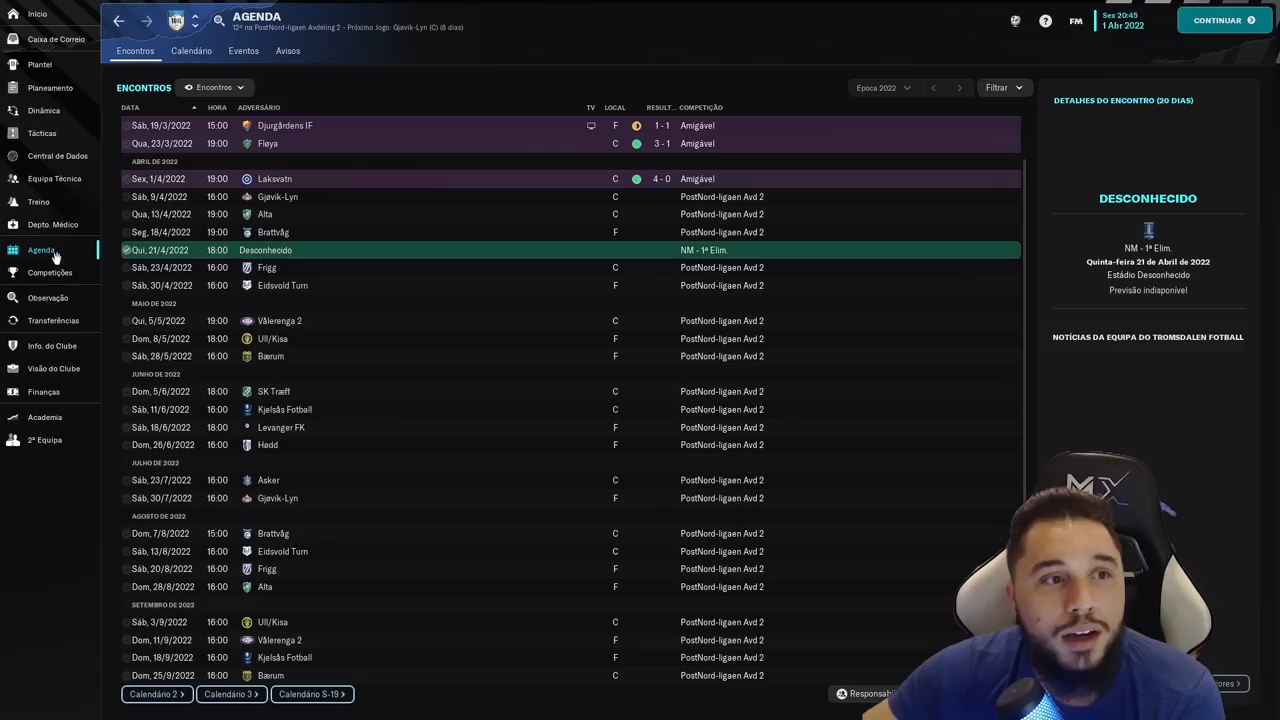 Início
Caixa de Correio
Plantel
Planeamento
Dinâmica
Tácticas
Central de Dados
Equipa Técnica
Treino
Depto. Médico
Agenda
Competições
Observação
Transferências
Info. do Clube
Visão do Clube
Finanças
Academia
2ª Equipa
AGENDA
12º na PostNord-ligaen Avdeling 2 - Próximo Jogo: Gjøvik-Lyn (C) (8 dias)
FM
Sex 20:45
1 Abr 2022
CONTINUAR
Encontros Calendário Eventos Avisos
ENCONTROS Encontros Época 2022 Filtrar
DATA HORA ADVERSÁRIO TV LOCAL RESULT... COMPETIÇÃO
Sáb, 19/3/2022 15:00 Djurgårdens IF F 1 - 1 Amigável
Qua, 23/3/2022 19:00 Fløya C 3 - 1 Amigável
ABRIL DE 2022
Sex, 1/4/2022 19:00 Laksvatn C 4 - 0 Amigável
Sáb, 9/4/2022 16:00 Gjøvik-Lyn C PostNord-ligaen Avd 2
Qua, 13/4/2022 19:00 Alta C PostNord-ligaen Avd 2
Seg, 18/4/2022 19:00 Brattvåg F PostNord-ligaen Avd 2
Qui, 21/4/2022 18:00 Desconhecido NM - 1ª Elim.
Sáb, 23/4/2022 16:00 Frigg C PostNord-ligaen Avd 2
Sáb, 30/4/2022 16:00 Eidsvold Turn F PostNord-ligaen Avd 2
MAIO DE 2022
Qui, 5/5/2022 19:00 Vålerenga 2 C PostNord-ligaen Avd 2
Dom, 8/5/2022 18:00 Ull/Kisa F PostNord-ligaen Avd 2
Sáb, 28/5/2022 16:00 Bærum F PostNord-ligaen Avd 2
JUNHO DE 2022
Dom, 5/6/2022 18:00 SK Træff C PostNord-ligaen Avd 2
Sáb, 11/6/2022 16:00 Kjelsås Fotball C PostNord-ligaen Avd 2
Sáb, 18/6/2022 18:00 Levanger FK F PostNord-ligaen Avd 2
Dom, 26/6/2022 16:00 Hødd F PostNord-ligaen Avd 2
JULHO DE 2022
Sáb, 23/7/2022 16:00 Asker C PostNord-ligaen Avd 2
Sáb, 30/7/2022 16:00 Gjøvik-Lyn F PostNord-ligaen Avd 2
AGOSTO DE 2022
Dom, 7/8/2022 15:00 Brattvåg C PostNord-ligaen Avd 2
Sáb, 13/8/2022 16:00 Eidsvold Turn C PostNord-ligaen Avd 2
Sáb, 20/8/2022 16:00 Frigg F PostNord-ligaen Avd 2
Dom, 28/8/2022 16:00 Alta F PostNord-ligaen Avd 2
SETEMBRO DE 2022
Sáb, 3/9/2022 16:00 Ull/Kisa C PostNord-ligaen Avd 2
Dom, 11/9/2022 16:00 Vålerenga 2 F PostNord-ligaen Avd 2
Dom, 18/9/2022 16:00 Kjelsås Fotball F PostNord-ligaen Avd 2
Dom, 25/9/2022 16:00 Bærum C PostNord-ligaen Avd 2
Calendário 2 Calendário 3 Calendário S-19
DETALHES DO ENCONTRO (20 DIAS)
DESCONHECIDO
NM - 1ª Elim.
Quinta-feira 21 de Abril de 2022
Estádio Desconhecido
Previsão indisponível
NOTÍCIAS DA EQUIPA DO TROMSDALEN FOTBALL